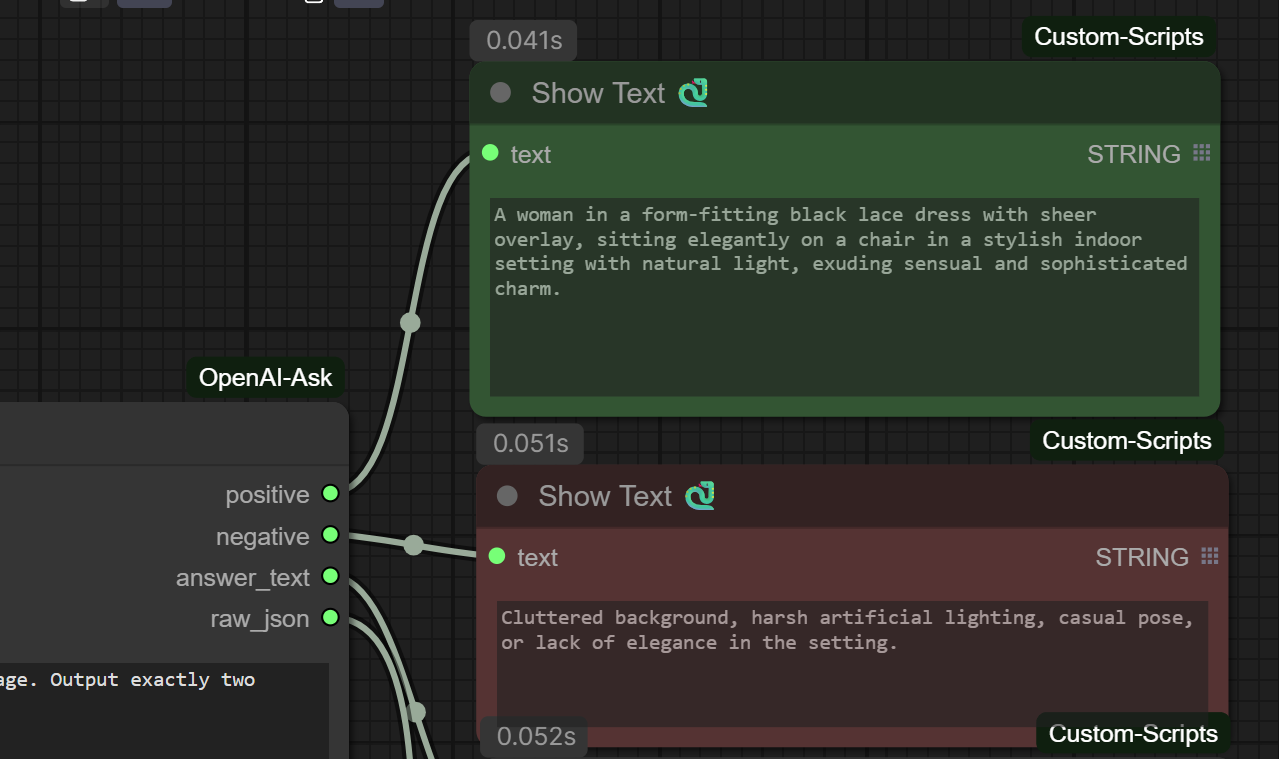 0.041s
Custom-Scripts
Show Text
text
STRING
A woman in a form-fitting black lace dress with sheer
overlay, sitting elegantly on a chair in a stylish indoor
setting with natural light, exuding sensual and sophisticated
charm.
OpenAI-Ask
0.051s
Custom-Scripts
Show Text
positive
negative
answer_text
raw_json
text
STRING
Cluttered background, harsh artificial lighting, casual pose,
or lack of elegance in the setting.
age. Output exactly two
0.052s
Custom-Scripts